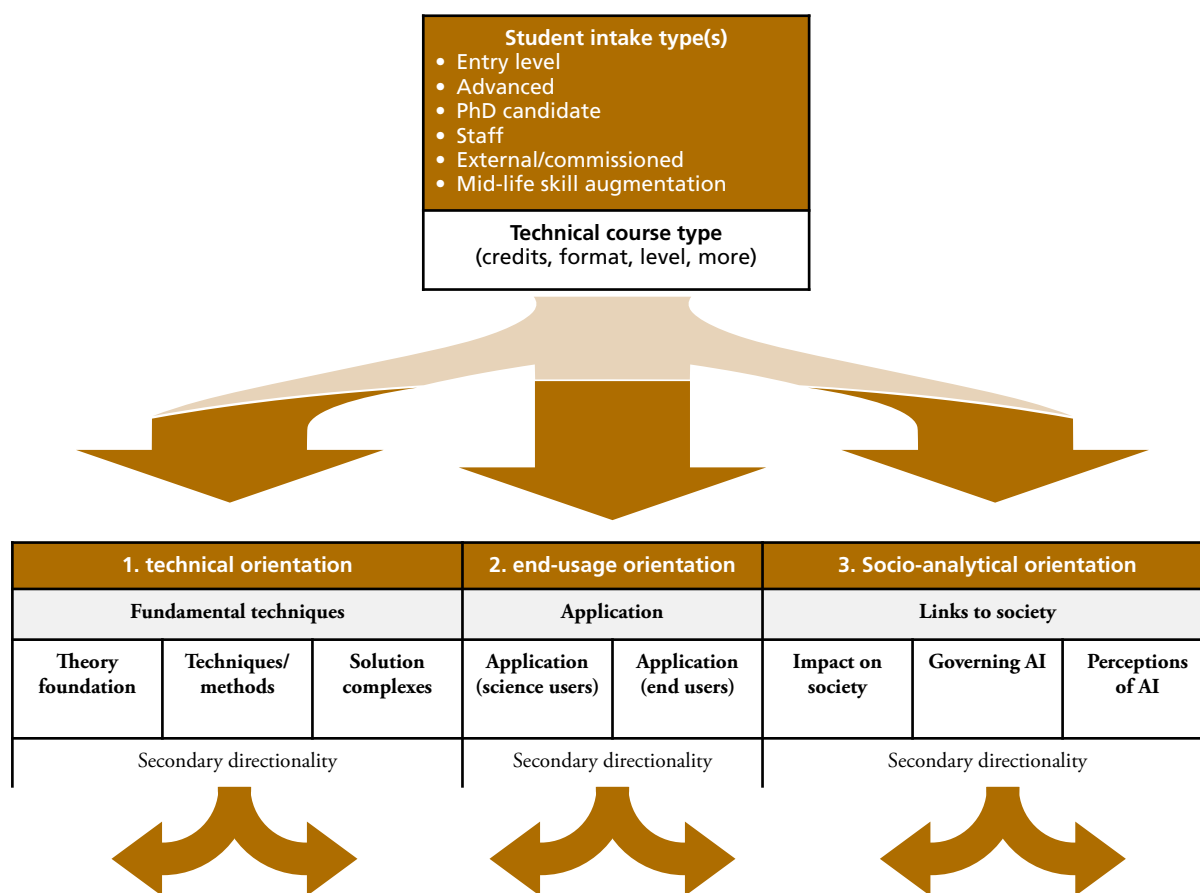 Student intake type(s)
• Entry level
• Advanced
• PhD candidate
• Staff
• External/commissioned
• Mid-life skill augmentation
Technical course type
(credits, format, level, more)
1. technical orientation
2. end-usage orientation
3. Socio-analytical orientation
Fundamental techniques
Application
Links to society
Theory
foundation
Techniques/
methods
Solution
complexes
Application
(science users)
Application
(end users)
Impact on
society
Governing AI
Perceptions
of AI
Secondary directionality
Secondary directionality
Secondary directionality